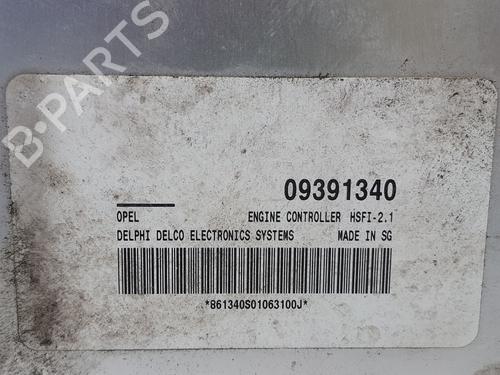 B-PARTS
09391340
OPEL ENGINE CONTROLLER HSFI-2.1
DELPHI DELCO ELECTRONICS SYSTEMS MADE IN SG
*861340S01063100J*